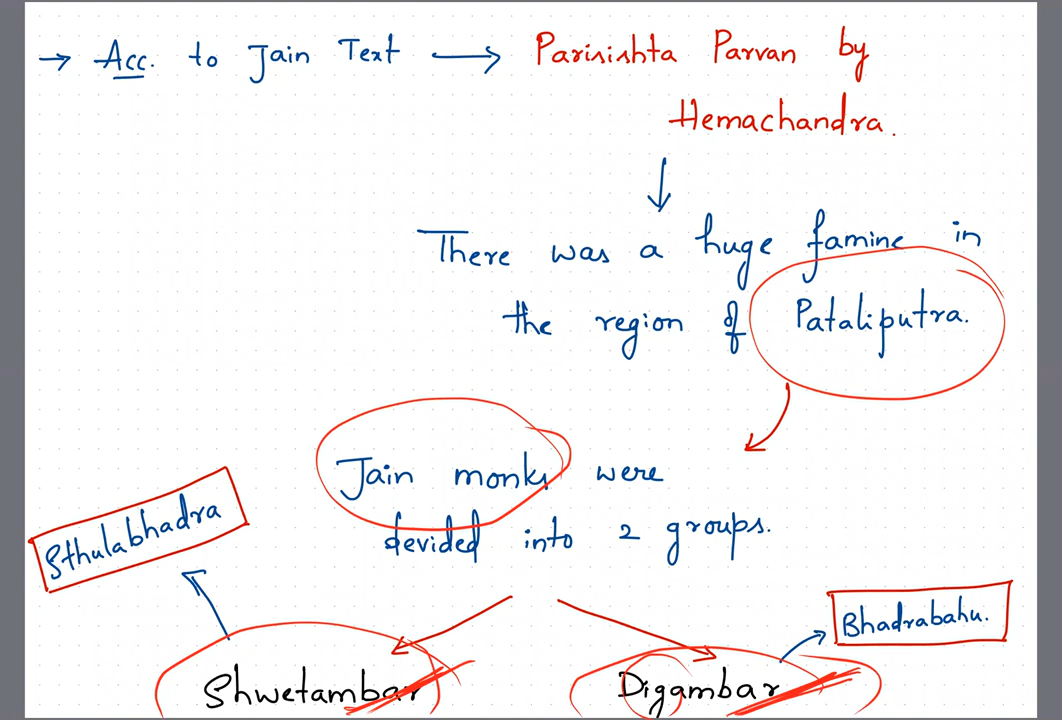 → Acc. to Jain Text → Parisishta Parvan by
Hemachandra.
There was a huge famine in
the region of Pataliputra.
Jain monks were
devided into 2 groups.
Sthulabhadra
Bhadrabahu.
Shwetambar
Digambar